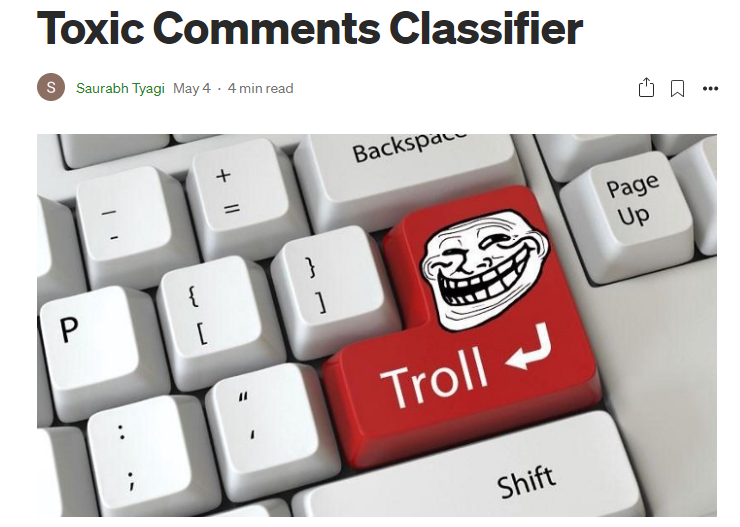 Toxic Comments Classifier
S
Saurabh Tyagi May 4 · 4 min read
Backspace
Page
Up
+
=
_
-
}
]
{
[
P
Troll
"
'
:
;
Shift